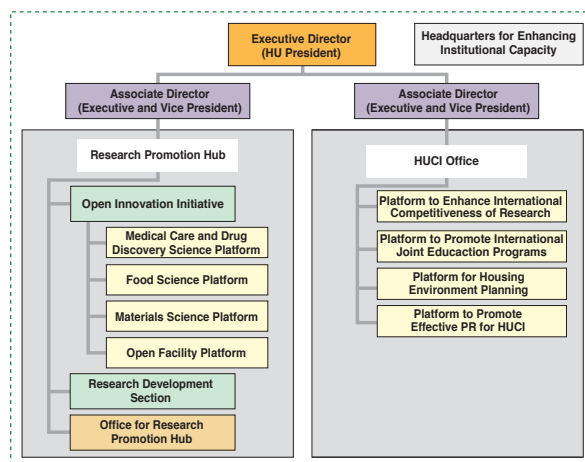 Executive Director
(HU President)
Headquarters for Enhancing
Institutional Capacity
Associate Director
(Executive and Vice President)
Associate Director
(Executive and Vice President)
Research Promotion Hub
Open Innovation Initiative
Medical Care and Drug
Discovery Science Platform
Food Science Platform
Materials Science Platform
Open Facility Platform
Research Development
Section
Office for Research
Promotion Hub
HUCI Office
Platform to Enhance International
Competitiveness of Research
Platform to Promote International
Joint Educaction Programs
Platform for Housing
Environment Planning
Platform to Promote
Effective PR for HUCI